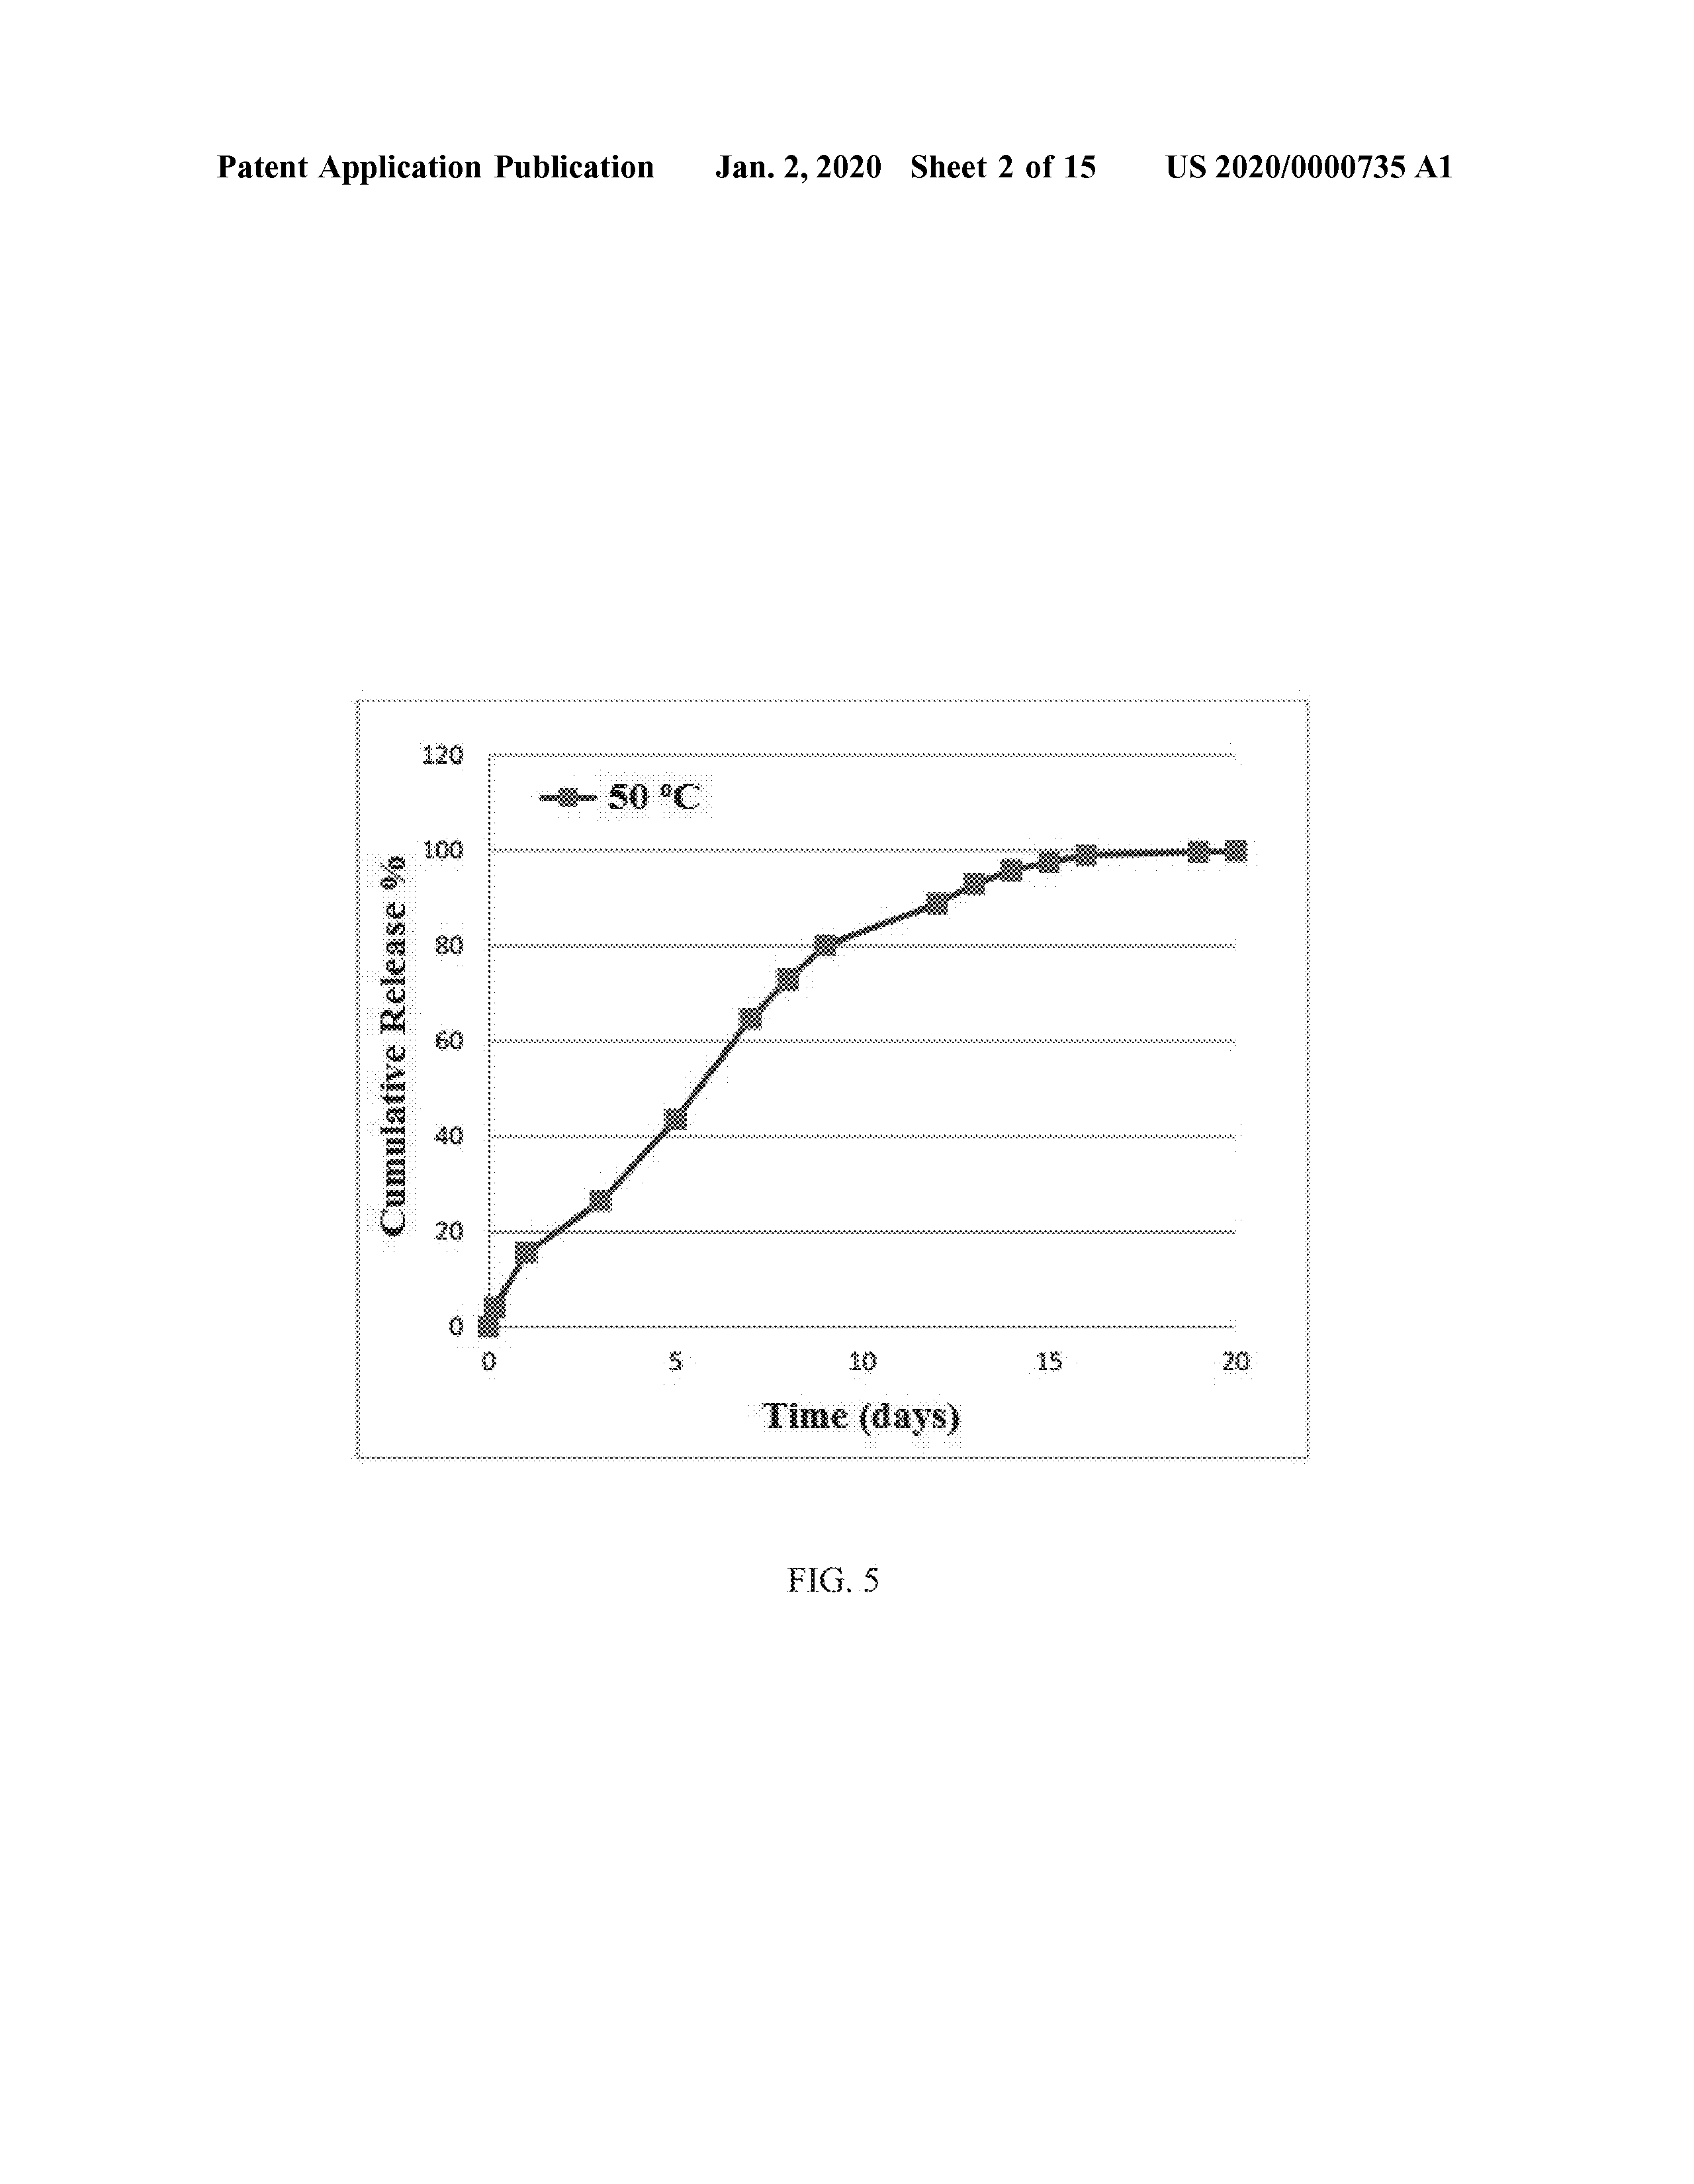 Patent Application Publication Jan. 2, 2020 Sheet 2 of 15 US 2020/0000735 A1
120
50 ºC
100
80
60
40
20
0
Cumulative Release %
0 5 10 15 20
Time (days)
FIG. 5